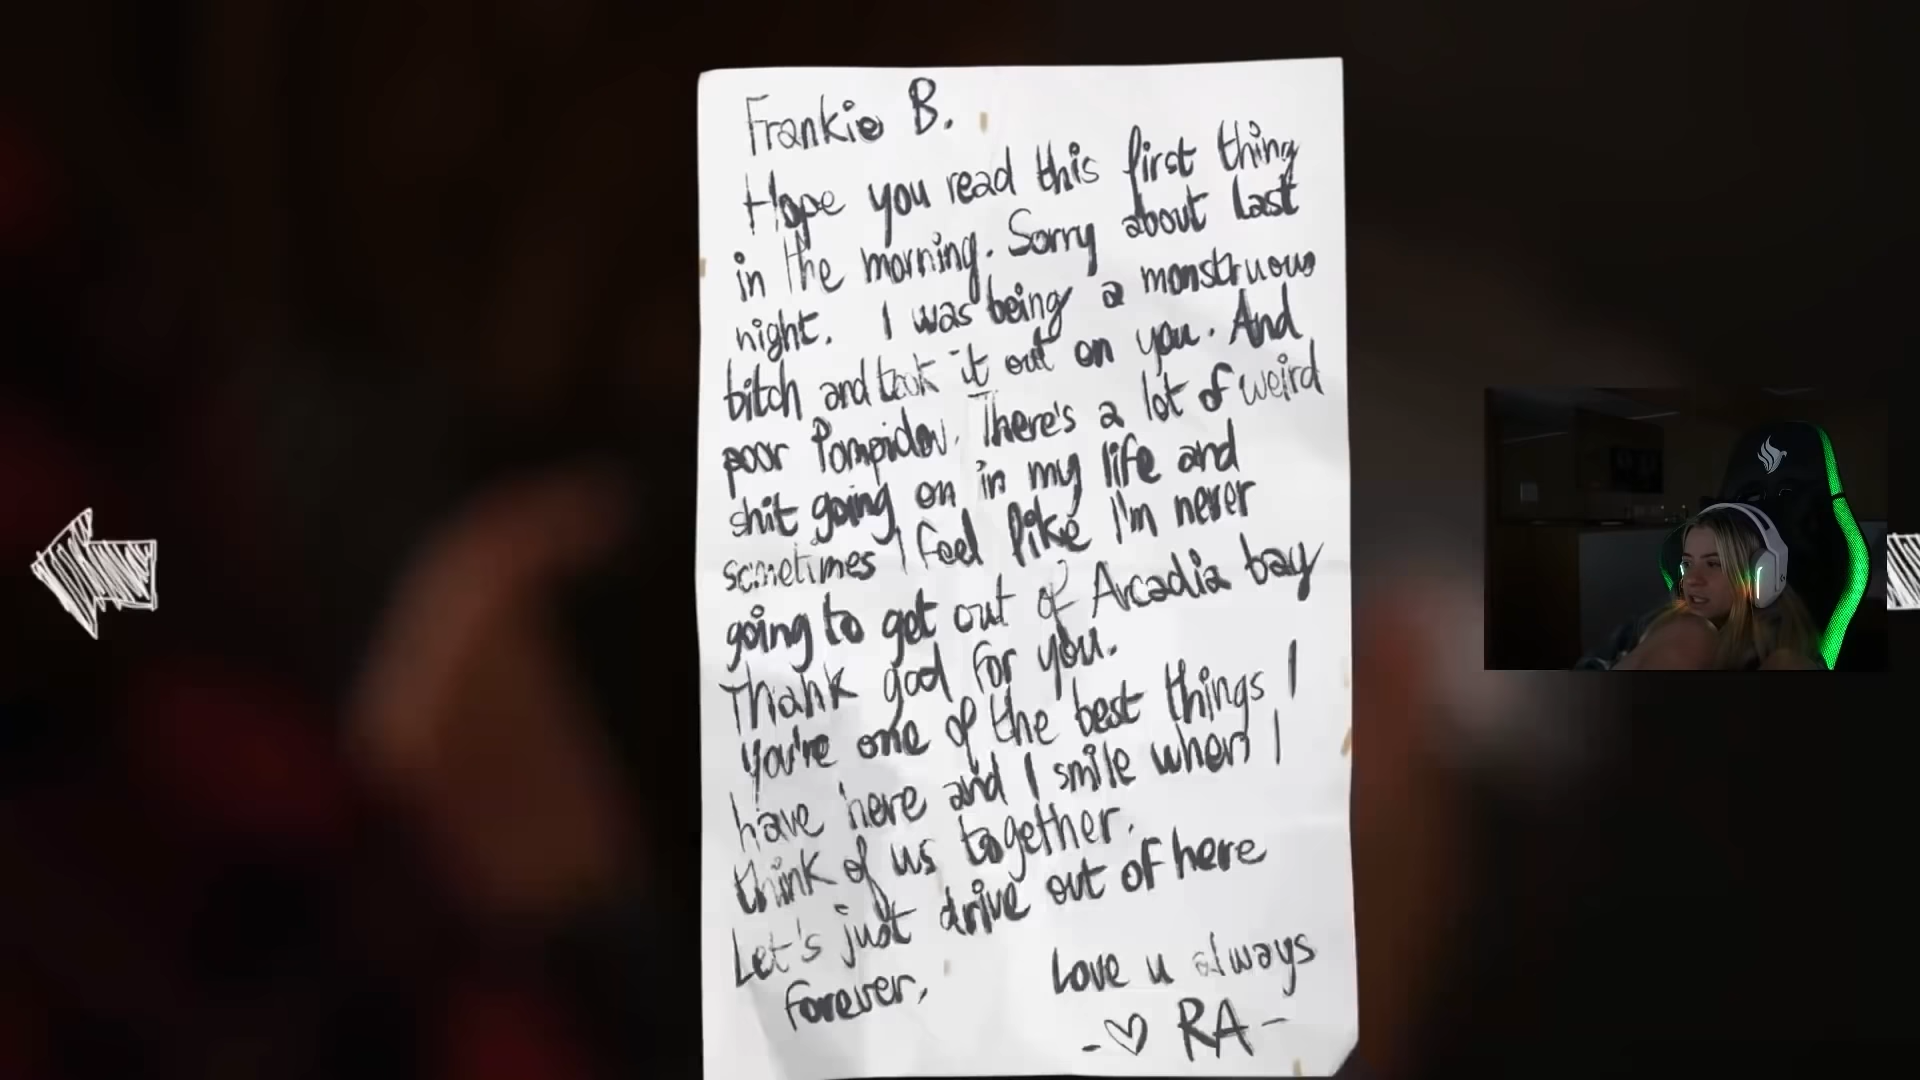 Frankie B.
Hope you read this first thing
in the morning. Sorry about last
night. I was being a monstruous
bitch and took it out on you. And
poor Pompidou. There's a lot of weird
shit going on in my life and
sometimes I feel like I'm never
going to get out of Arcadia bay
Thank god for you.
You're one of the best things I
have here and I smile when I
think of us together.
Let's just drive out of here
forever.
Love u always
- ♡ RA -